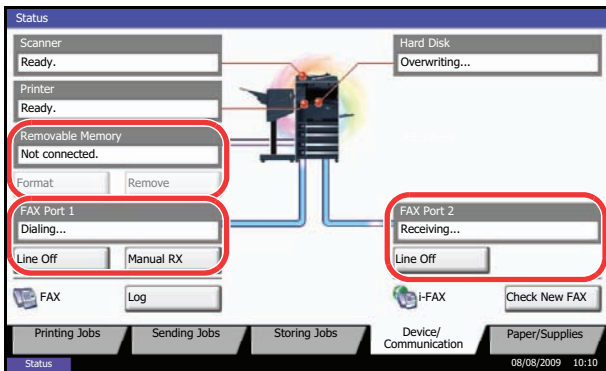 Status
Scanner
Ready.
Hard Disk
Overwriting...
Printer
Ready.
Removable Memory
Not connected.
Format
Remove
FAX Port 1
Dialing...
Line Off
Manual RX
FAX Port 2
Receiving...
Line Off
FAX
Log
i-FAX
Check New FAX
Printing Jobs
Sending Jobs
Storing Jobs
Device/
Communication
Paper/Supplies
Status
08/08/2009 10:10